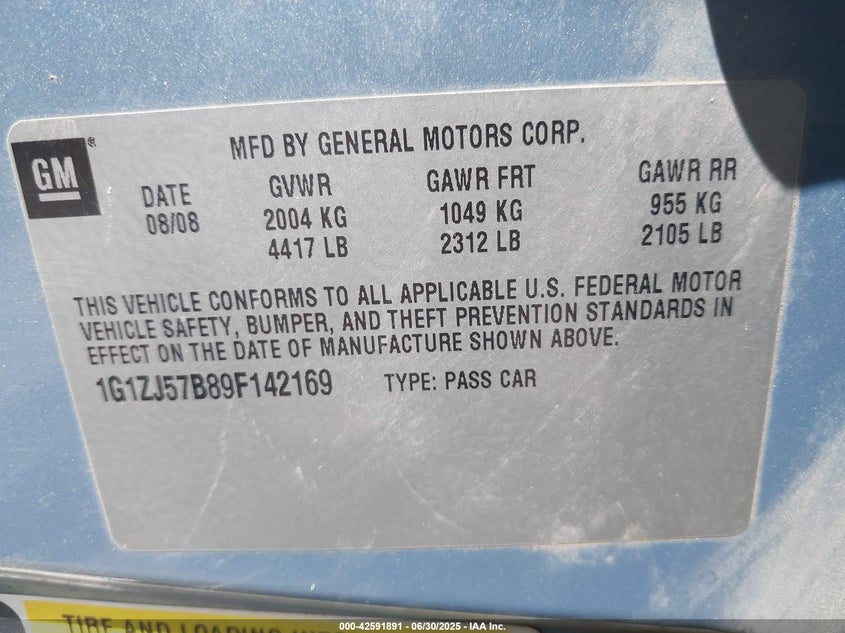 GM®
MFD BY GENERAL MOTORS CORP.
DATE GVWR GAWR FRT GAWR RR
08/08 2004 KG 1049 KG 955 KG
4417 LB 2312 LB 2105 LB
THIS VEHICLE CONFORMS TO ALL APPLICABLE U.S. FEDERAL MOTOR
VEHICLE SAFETY, BUMPER, AND THEFT PREVENTION STANDARDS IN
EFFECT ON THE DATE OF MANUFACTURE SHOWN ABOVE.
1G1ZJ57B89F142169 TYPE: PASS CAR
TIRE AND LOADING
000-42591891 - 06/30/2025 - IAA Inc.